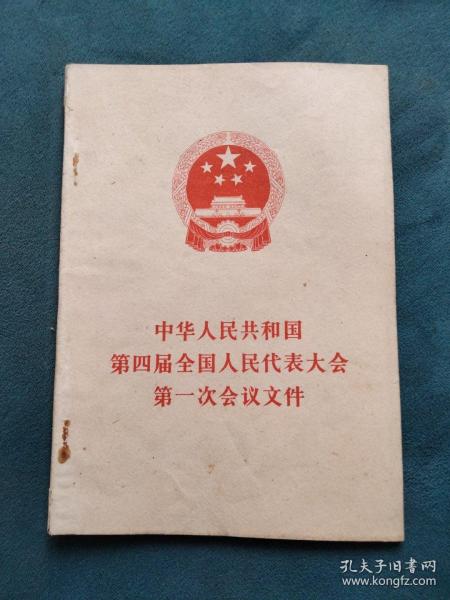 中华人民共和国
第四届全国人民代表大会
第一次会议文件
孔夫子旧书网
www.kongfz.com